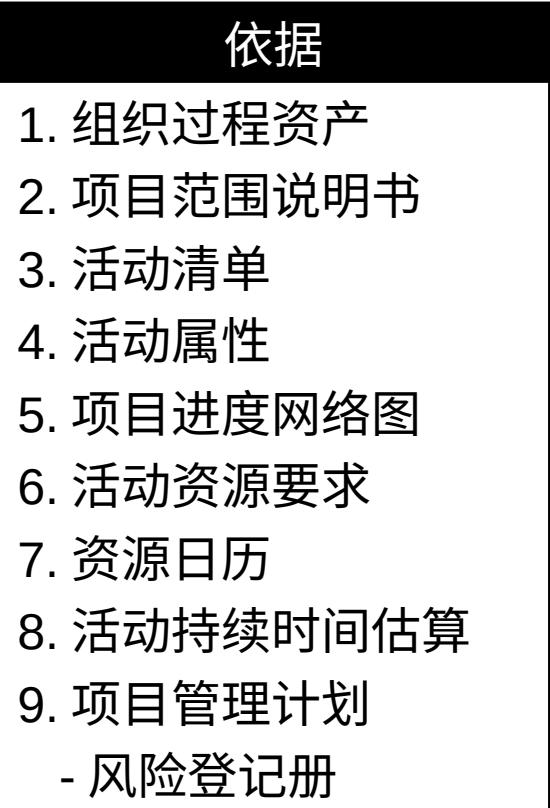 依据
1. 组织过程资产
2. 项目范围说明书
3. 活动清单
4. 活动属性
5. 项目进度网络图
6. 活动资源要求
7. 资源日历
8. 活动持续时间估算
9. 项目管理计划
- 风险登记册